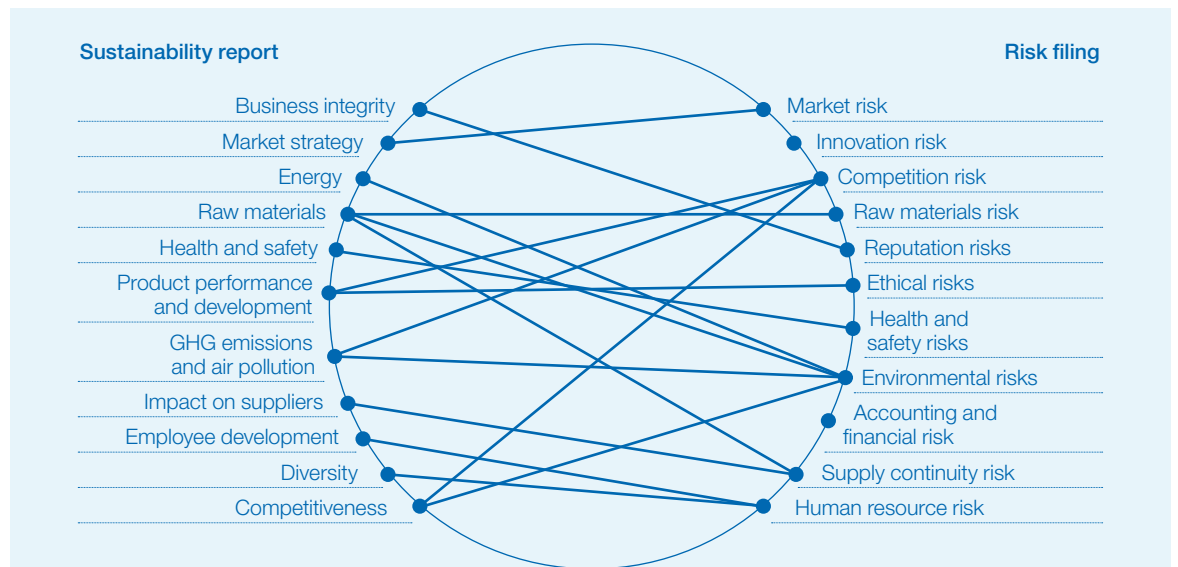 Sustainability report
Risk filing
Business integrity
Market strategy
Energy
Raw materials
Health and safety
Product performance
and development
GHG emissions
and air pollution
Impact on suppliers
Employee development
Diversity
Competitiveness
Market risk
Innovation risk
Competition risk
Raw materials risk
Reputation risks
Ethical risks
Health and
safety risks
Environmental risks
Accounting and
financial risk
Supply continuity risk
Human resource risk